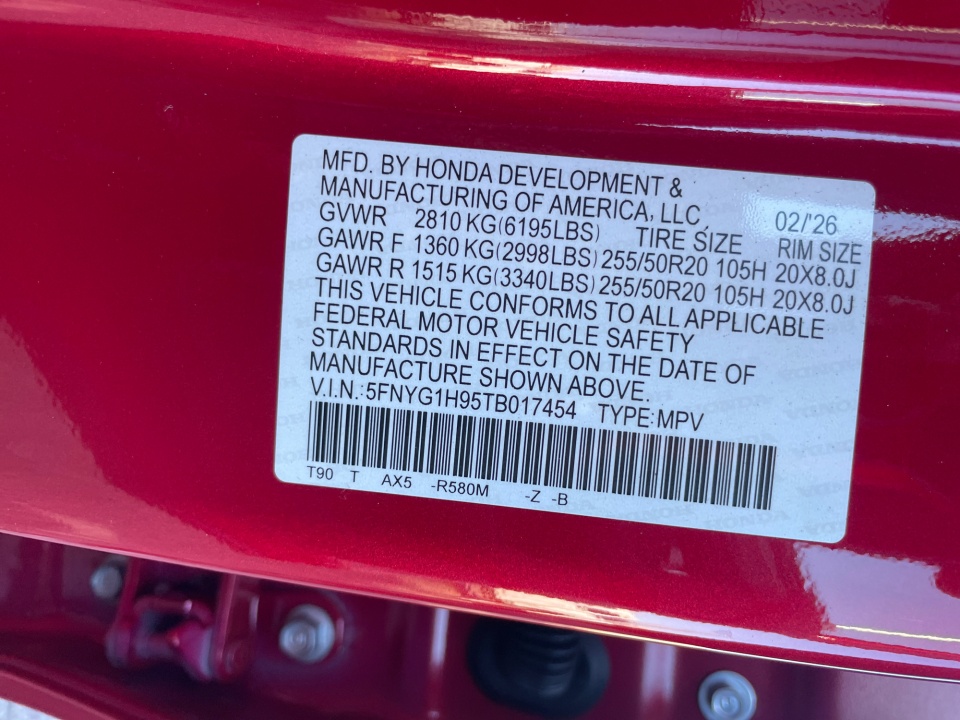 MFD. BY HONDA DEVELOPMENT &
MANUFACTURING OF AMERICA, LLC. 02/'26
GVWR 2810 KG(6195LBS) TIRE SIZE RIM SIZE
GAWR F 1360 KG(2998LBS) 255/50R20 105H 20X8.0J
GAWR R 1515 KG(3340LBS) 255/50R20 105H 20X8.0J
THIS VEHICLE CONFORMS TO ALL APPLICABLE
FEDERAL MOTOR VEHICLE SAFETY
STANDARDS IN EFFECT ON THE DATE OF
MANUFACTURE SHOWN ABOVE.
V.I.N.:5FNYG1H95TB017454 TYPE:MPV
T90 T AX5 -R580M -Z -B